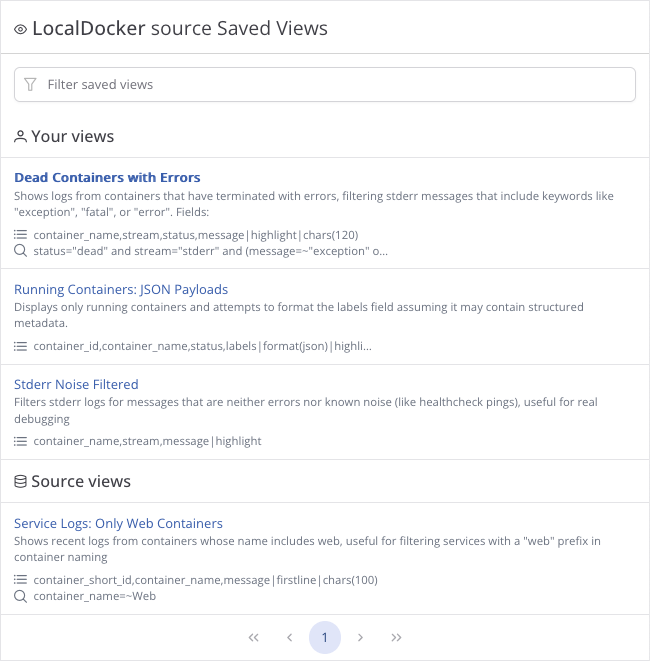 LocalDocker source Saved Views
Filter saved views
Your views
Dead Containers with Errors
Shows logs from containers that have terminated with errors, filtering stderr messages that include keywords like
"exception", "fatal", or "error". Fields:
container_name,stream,status,message|highlight|chars(120)
status="dead" and stream="stderr" and (message=~"exception" o...
Running Containers: JSON Payloads
Displays only running containers and attempts to format the labels field assuming it may contain structured
metadata.
container_id,container_name,status,labels|format(json)|highli...
Stderr Noise Filtered
Filters stderr logs for messages that are neither errors nor known noise (like healthcheck pings), useful for real
debugging
container_name,stream,message|highlight
Source views
Service Logs: Only Web Containers
Shows recent logs from containers whose name includes web, useful for filtering services with a "web" prefix in
container naming
container_short_id,container_name,message|firstline|chars(100)
container_name=~Web
1